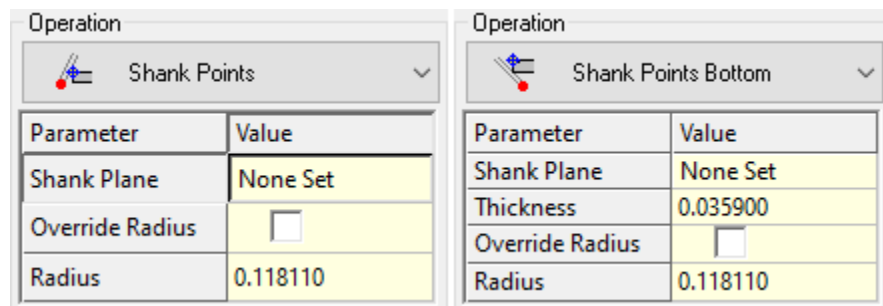 Operation
Shank Points
Parameter Value
Shank Plane None Set
Override Radius
Radius 0.118110
Operation
Shank Points Bottom
Parameter Value
Shank Plane None Set
Thickness 0.035900
Override Radius
Radius 0.118110